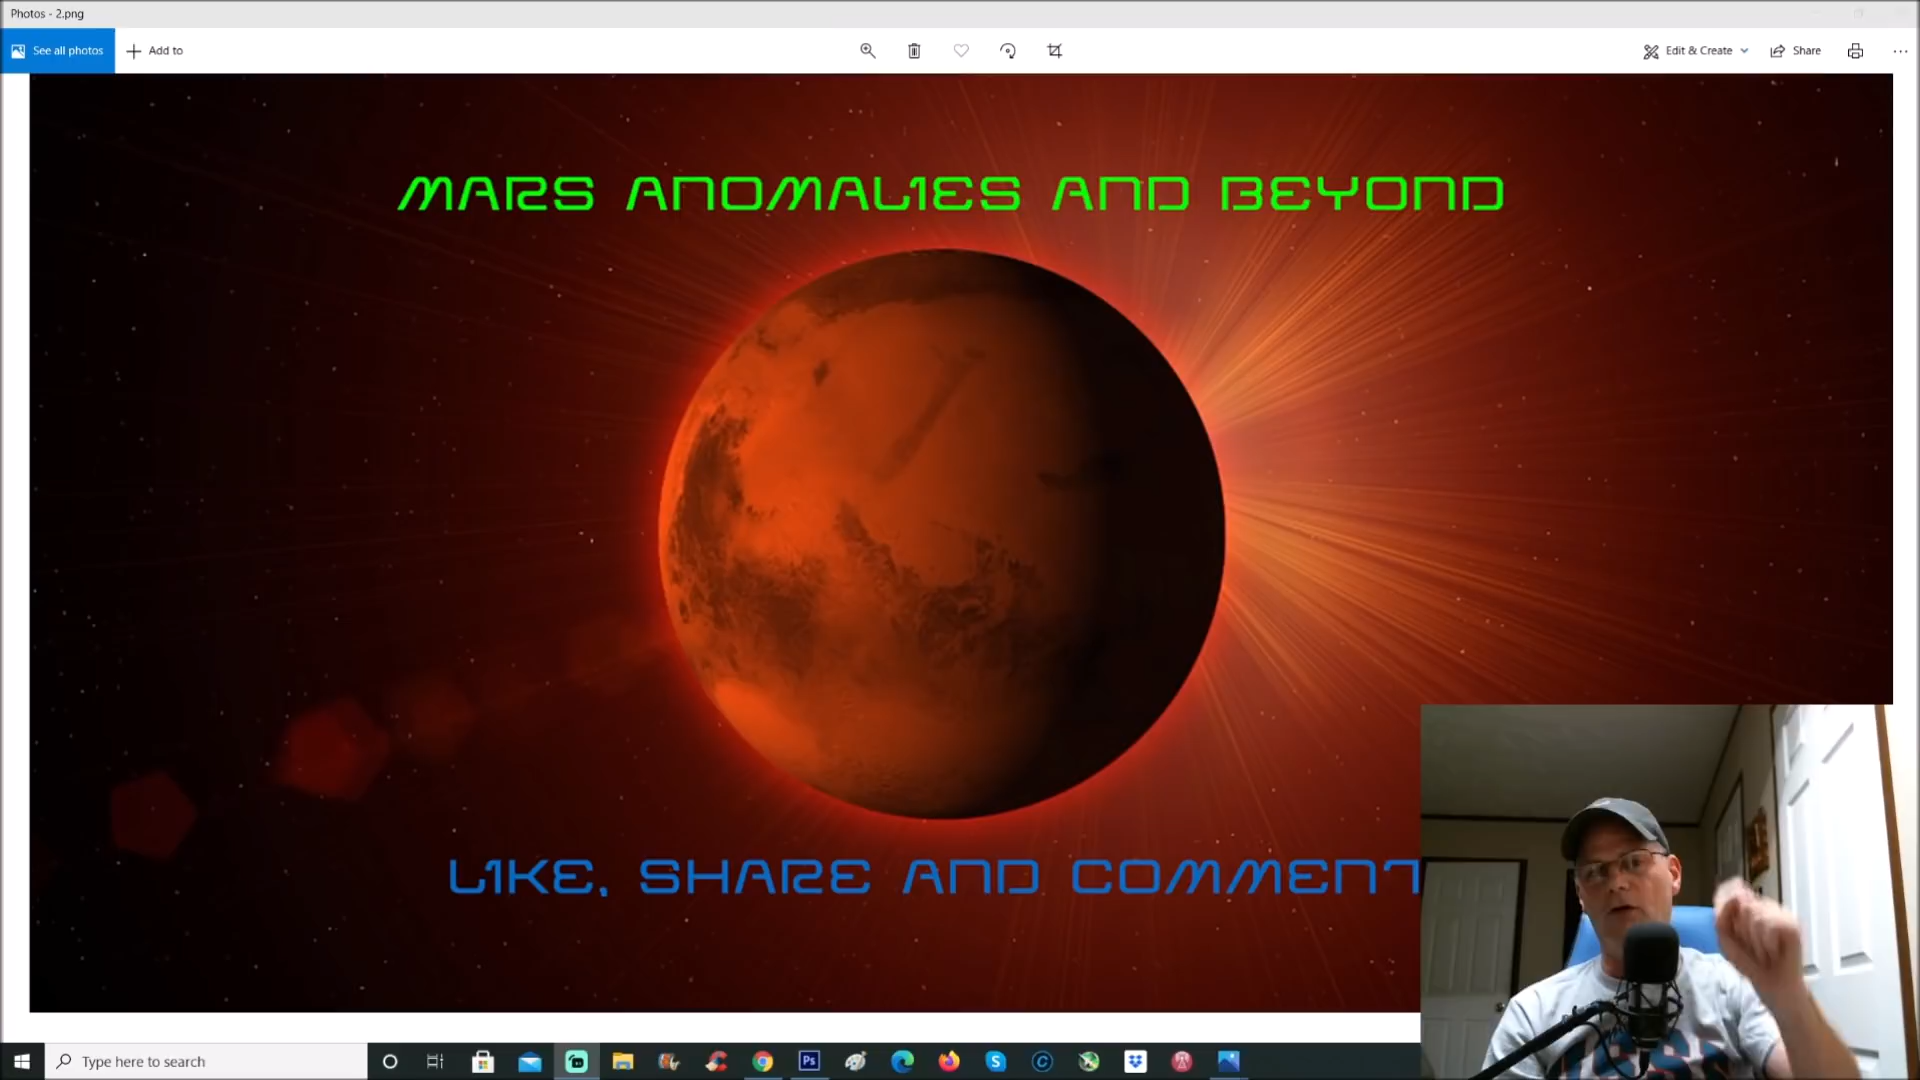 Photos - 2.png
See all photos
Add to
Edit & Create
Share
MARS ANOMALIES AND BEYOND
LIKE, SHARE AND COMMENT
Type here to search
Ps